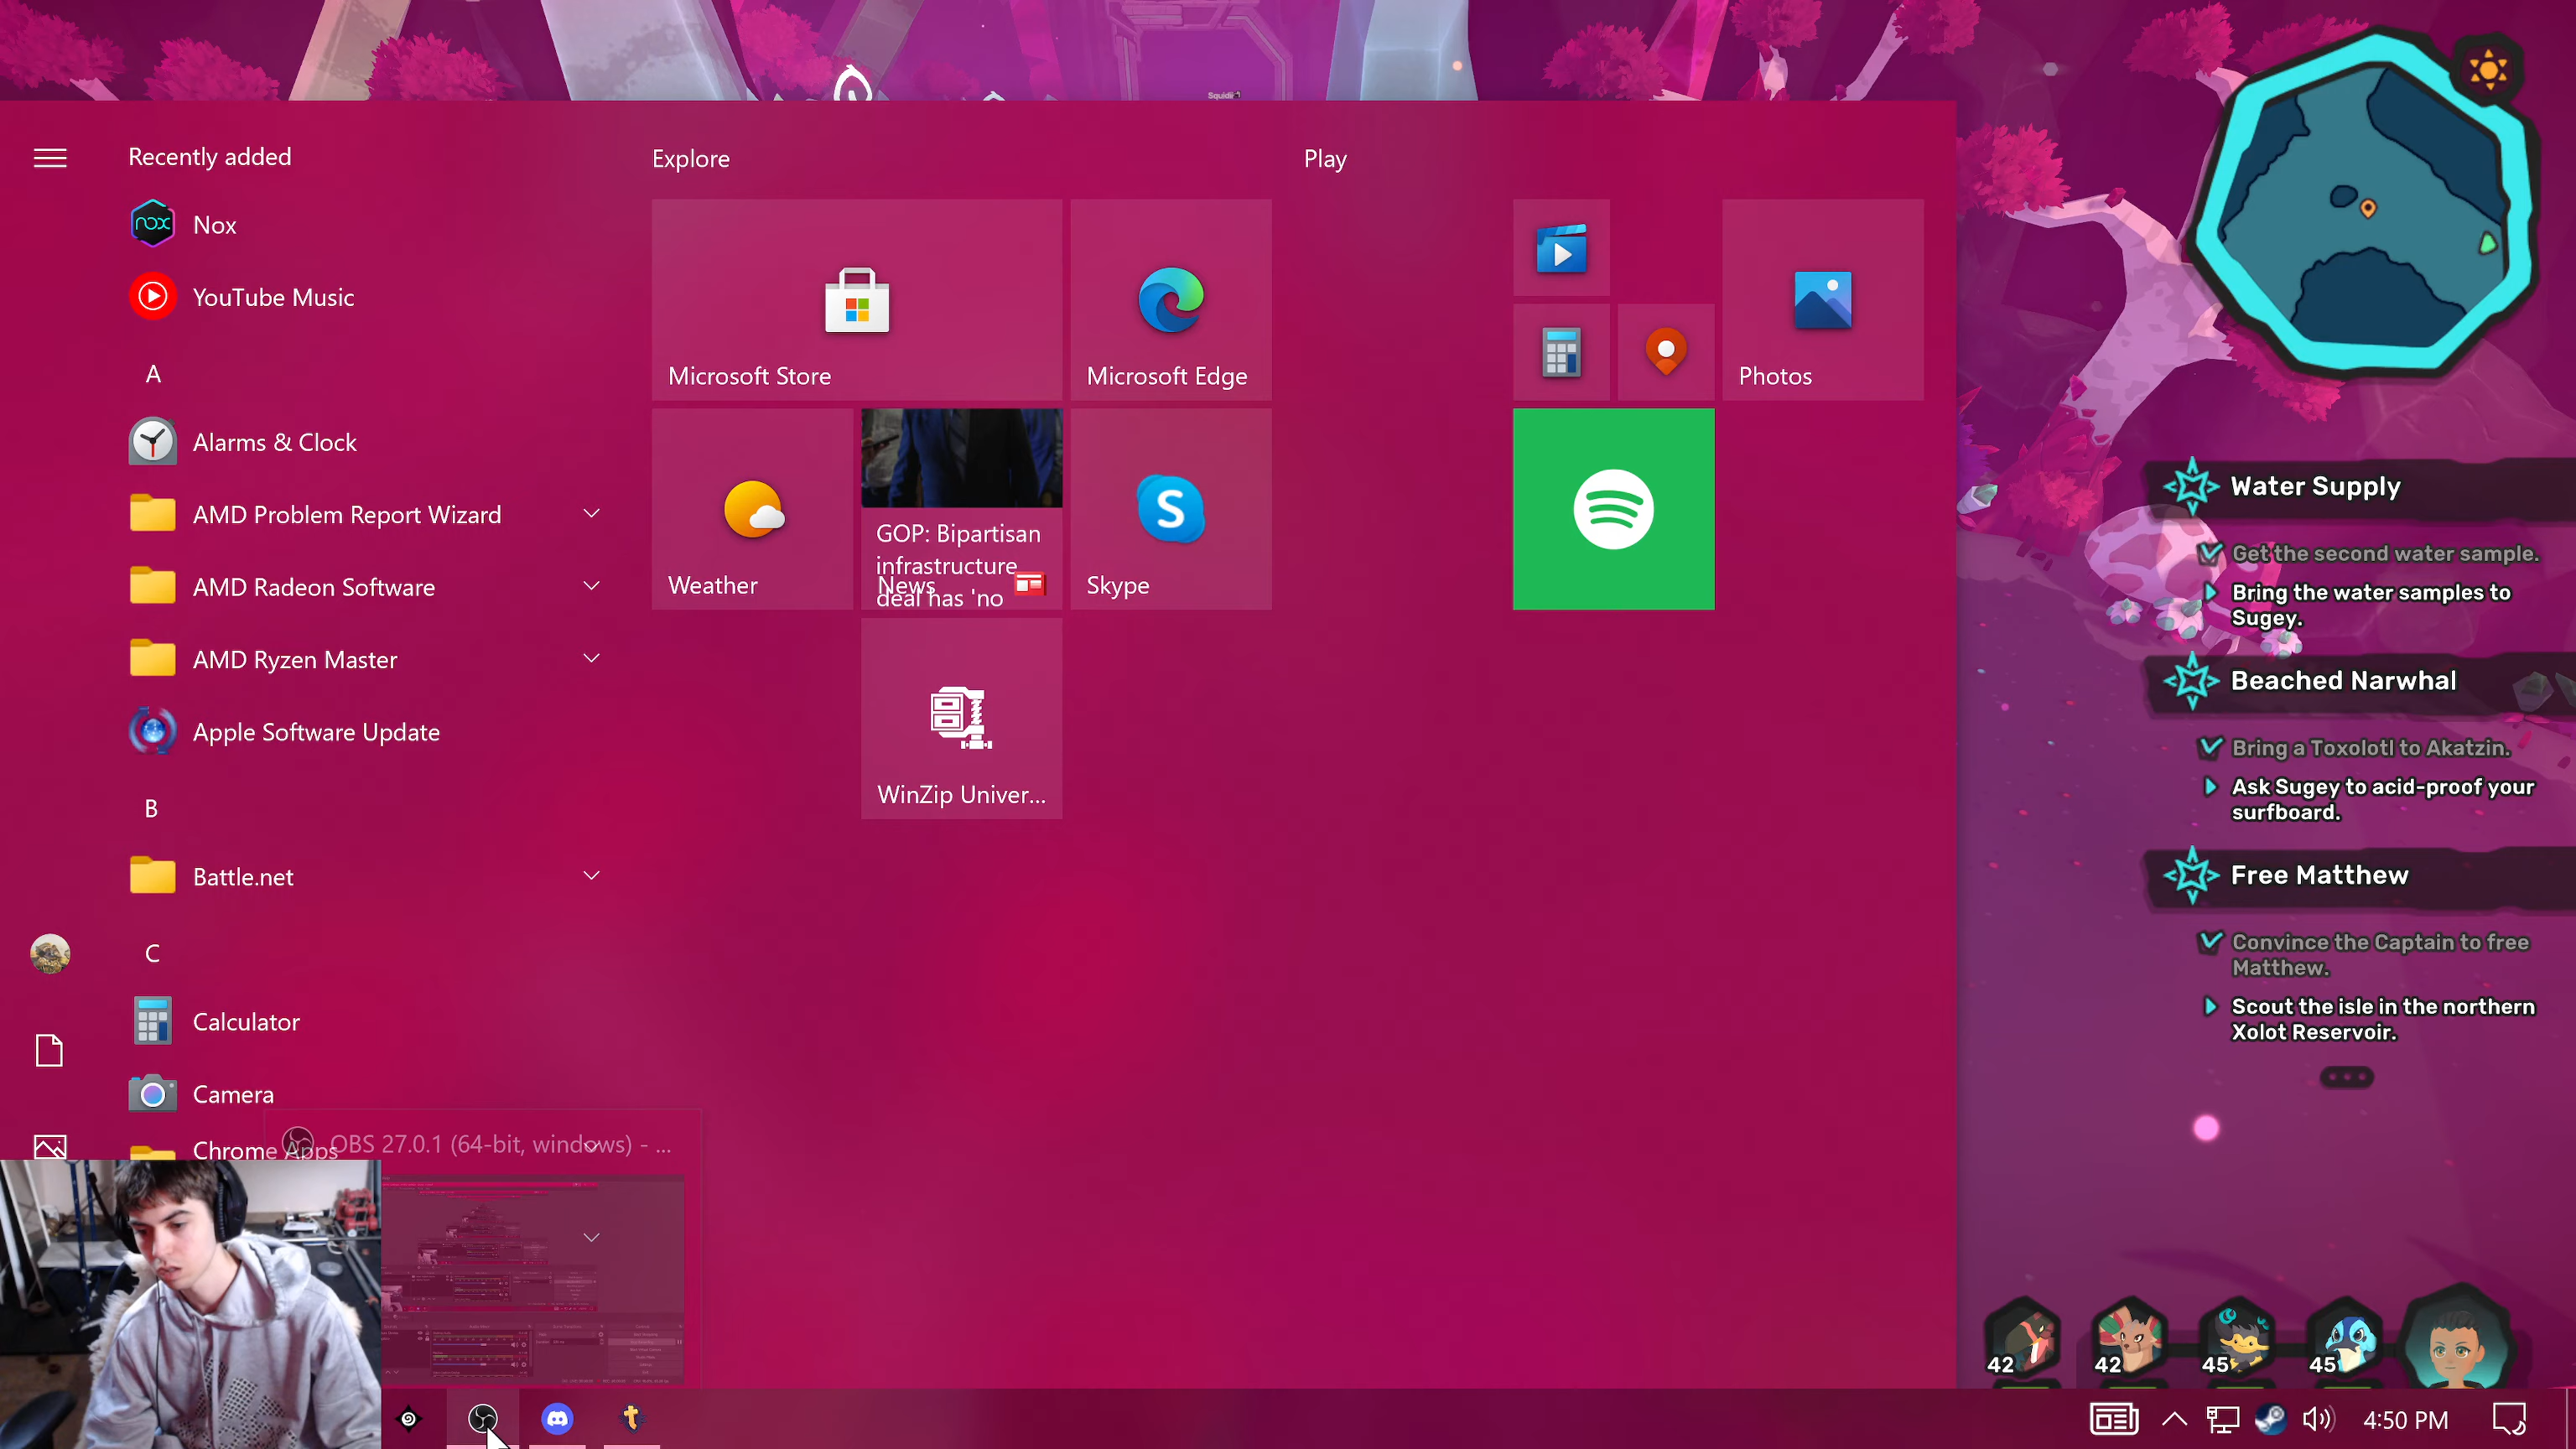 Squidii
Recently added
Explore
Play
nox
Nox
YouTube Music
A
Alarms & Clock
AMD Problem Report Wizard
AMD Radeon Software
AMD Ryzen Master
Apple Software Update
B
Battle.net
C
Calculator
Camera
Chrome Apps
OBS 27.0.1 (64-bit, windows) - ...
Microsoft Store
Microsoft Edge
Weather
GOP: Bipartisan
infrastructure
deal has 'no
News
S
Skype
WinZip Univer...
Photos
Water Supply
Get the second water sample.
Bring the water samples to
Sugey.
Beached Narwhal
Bring a Toxolotl to Akatzin.
Ask Sugey to acid-proof your
surfboard.
Free Matthew
Convince the Captain to free
Matthew.
Scout the isle in the northern
Xolot Reservoir.
42
42
45
45
4:50 PM